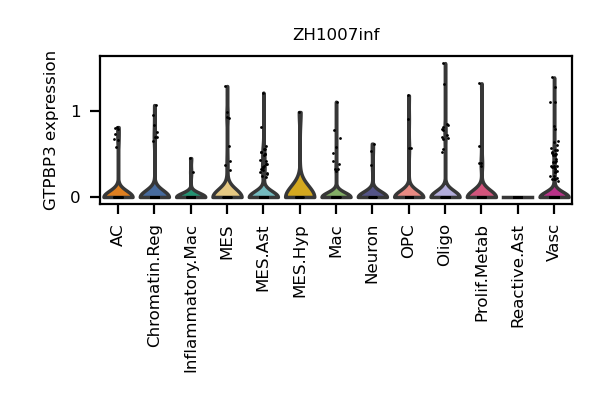 ZH1007inf
GTPBP3 expression
1
0
AC
Chromatin.Reg
Inflammatory.Mac
MES
MES.Ast
MES.Hyp
Mac
Neuron
OPC
Oligo
Prolif.Metab
Reactive.Ast
Vasc